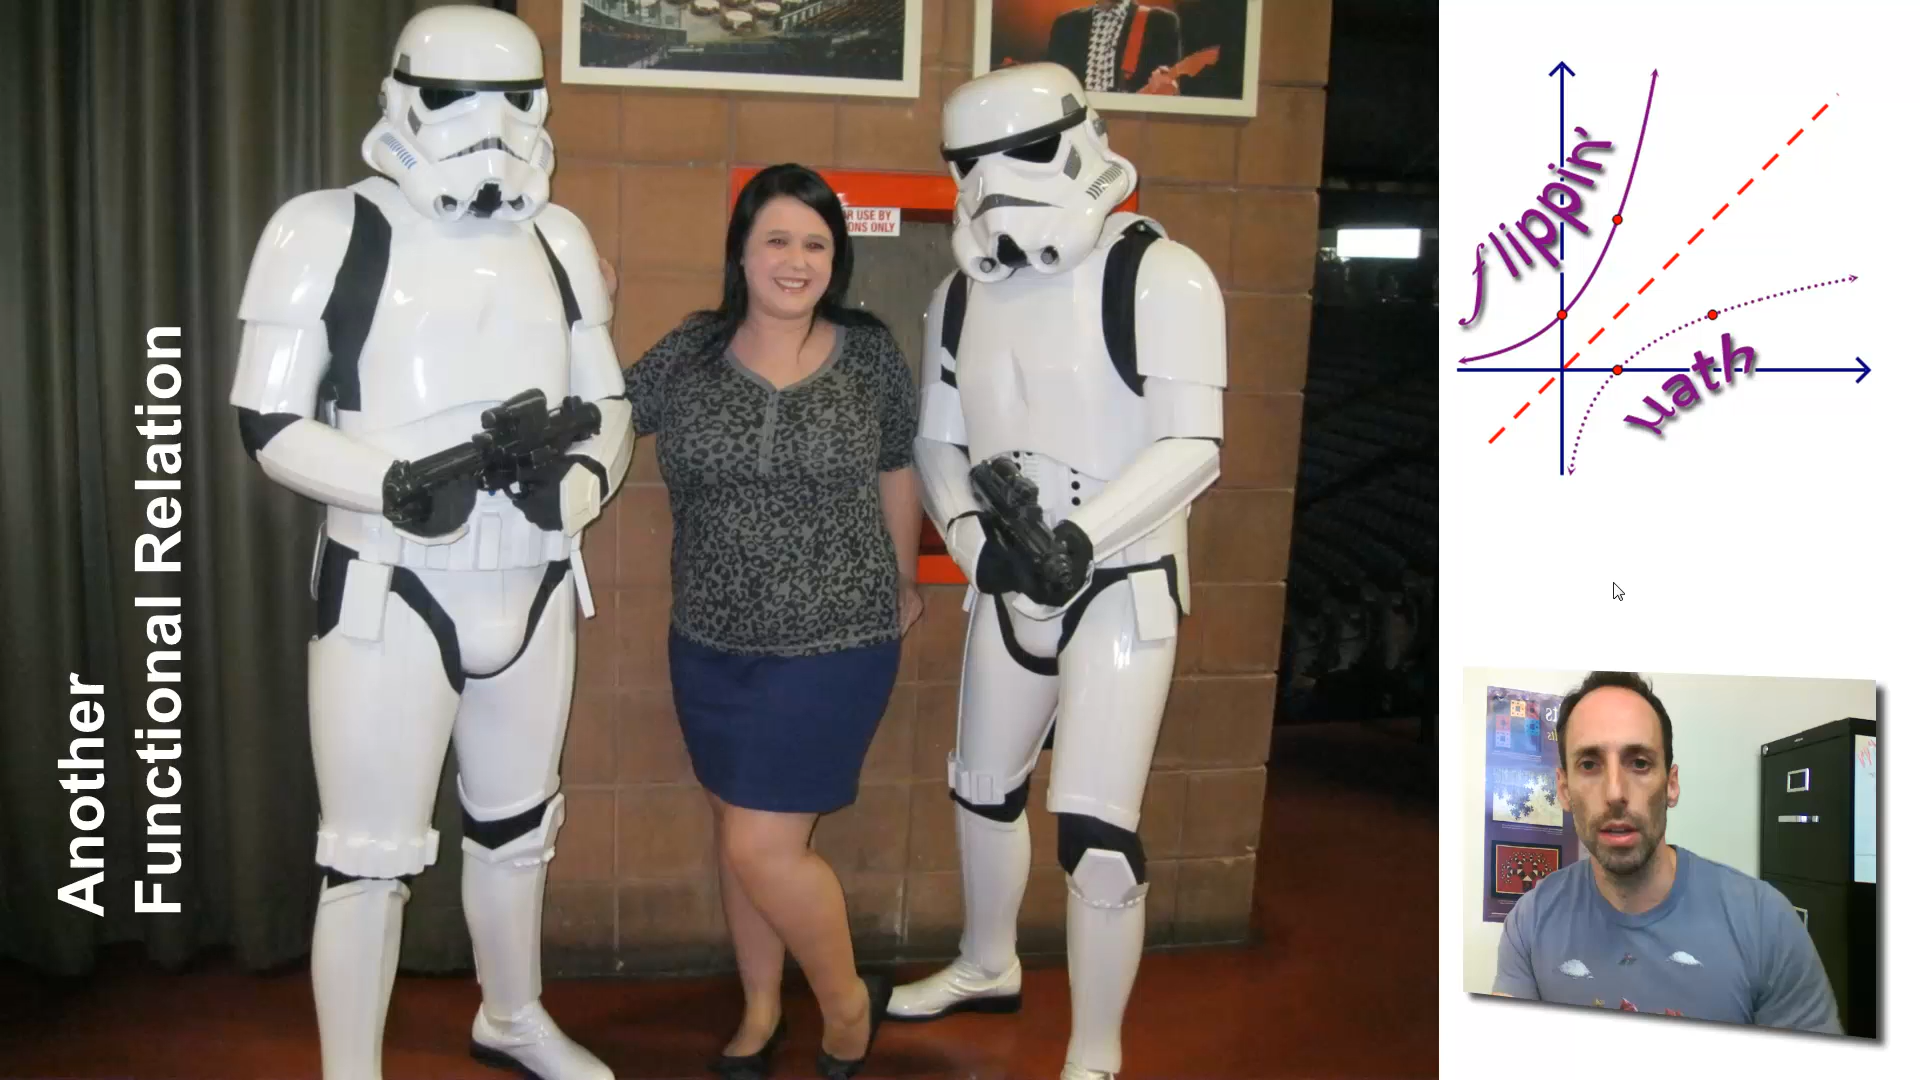 Another
Functional Relation
R USE BY
ONS ONLY
flippin'
math